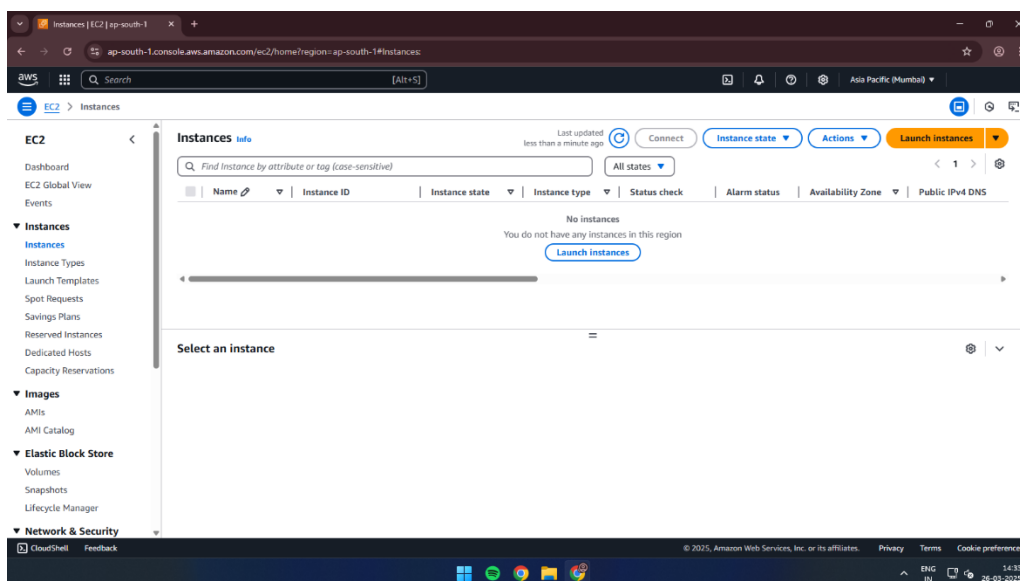 Instances | EC2 | ap-south-1
ap-south-1.console.aws.amazon.com/ec2/home?region=ap-south-1#Instances:
aws
Search [Alt+S]
Asia Pacific (Mumbai)
EC2 > Instances
EC2
Dashboard
EC2 Global View
Events
Instances
Instances
Instance Types
Launch Templates
Spot Requests
Savings Plans
Reserved Instances
Dedicated Hosts
Capacity Reservations
Images
AMIs
AMI Catalog
Elastic Block Store
Volumes
Snapshots
Lifecycle Manager
Network & Security
Instances Info
Last updated
less than a minute ago
Connect
Instance state
Actions
Launch instances
Find Instance by attribute or tag (case-sensitive)
All states
1
Name Instance ID Instance state Instance type Status check Alarm status Availability Zone Public IPv4 DNS
No instances
You do not have any instances in this region
Launch instances
Select an instance
CloudShell Feedback
© 2025, Amazon Web Services, Inc. or its affiliates. Privacy Terms Cookie preference
ENG
IN
14:33
26-03-2025